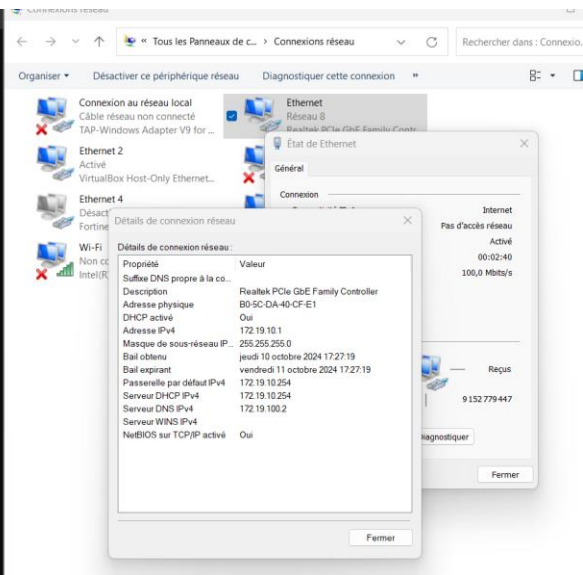 Connexions réseau
« Tous les Panneaux de c... > Connexions réseau
Rechercher dans : Connexio
Organiser
Désactiver ce périphérique réseau
Diagnostiquer cette connexion
»
Connexion au réseau local
Câble réseau non connecté
TAP-Windows Adapter V9 for ...
Ethernet
Réseau 8
Realtek PCIe GbE Family Contr
Ethernet 2
Activé
VirtualBox Host-Only Ethernet...
Ethernet 4
Désact
Fortine
Wi-Fi
Non co
Intel(R
État de Ethernet
Général
Connexion
Internet
Pas d'accès réseau
Activé
00:02:40
100,0 Mbits/s
Reçus
9 152 779 447
Diagnostiquer
Fermer
Détails de connexion réseau
Détails de connexion réseau :
Propriété Valeur
Suffixe DNS propre à la co...
Description Realtek PCIe GbE Family Controller
Adresse physique B0-5C-DA-40-CF-E1
DHCP activé Oui
Adresse IPv4 172.19.10.1
Masque de sous-réseau IP... 255.255.255.0
Bail obtenu jeudi 10 octobre 2024 17:27:19
Bail expirant vendredi 11 octobre 2024 17:27:19
Passerelle par défaut IPv4 172.19.10.254
Serveur DHCP IPv4 172.19.10.254
Serveur DNS IPv4 172.19.100.2
Serveur WINS IPv4
NetBIOS sur TCP/IP activé Oui
Fermer